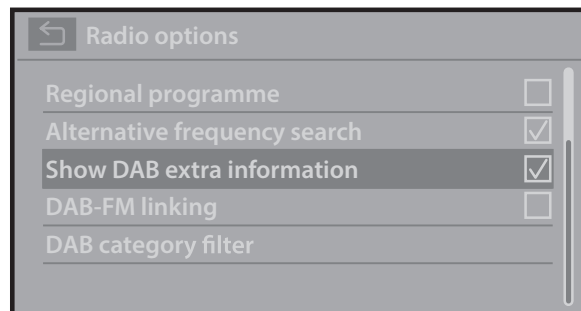 Radio options
Regional programme
Alternative frequency search
Show DAB extra information
DAB-FM linking
DAB category filter